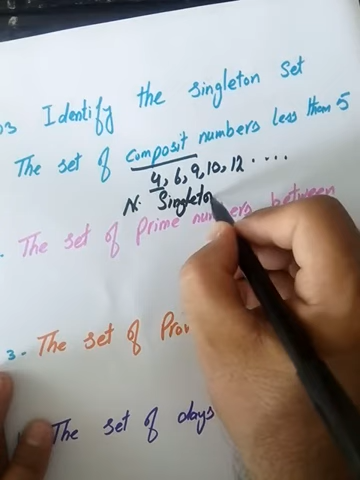 Identify the singleton set
The set of Composit numbers less than 5
4, 6, 9, 10, 12 ....
N. Singleto
The set of Prime numbers between
3. The set of
The set of days